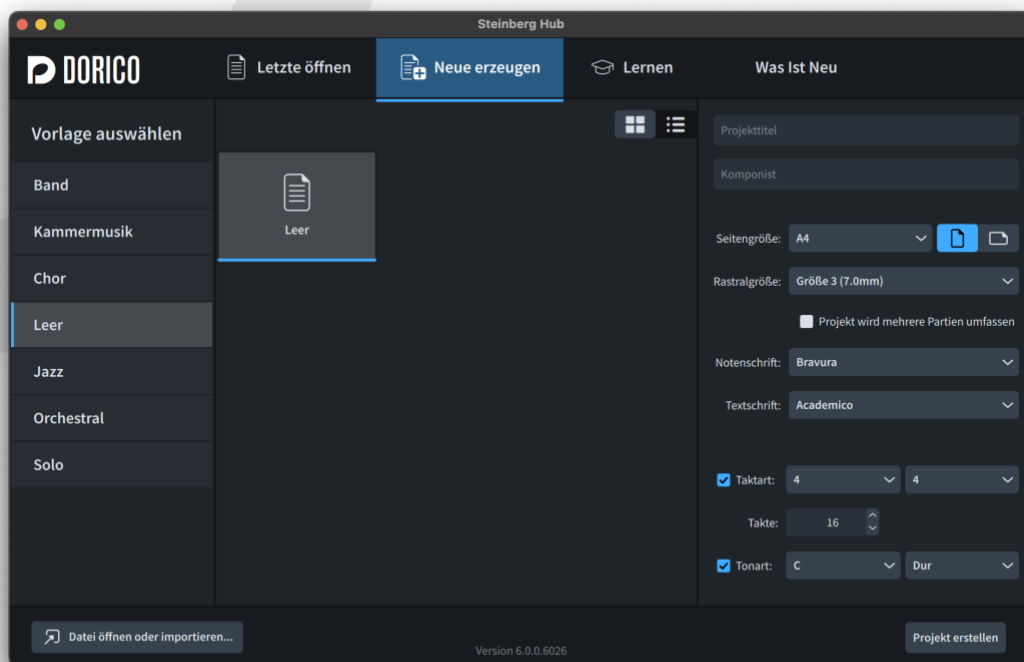 Steinberg Hub
DORICO
Letzte öffnen
Neue erzeugen
Lernen
Was Ist Neu
Vorlage auswählen
Band
Kammermusik
Chor
Leer
Jazz
Orchestral
Solo
Leer
Projekttitel
Komponist
Seitengröße: A4
Rastralgröße: Größe 3 (7.0mm)
Projekt wird mehrere Partien umfassen
Notenschrift: Bravura
Textschrift: Academico
Taktart: 4 4
Takte: 16
Tonart: C Dur
Datei öffnen oder importieren...
Version 6.0.0.6026
Projekt erstellen